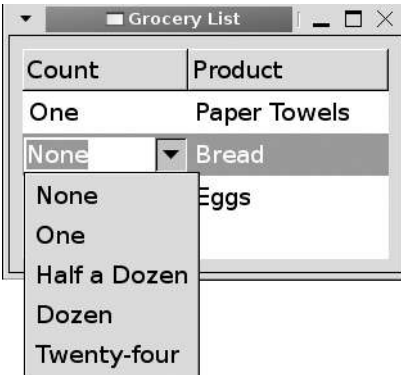 Grocery List
Count Product
One Paper Towels
None Bread
None Eggs
One
Half a Dozen
Dozen
Twenty-four